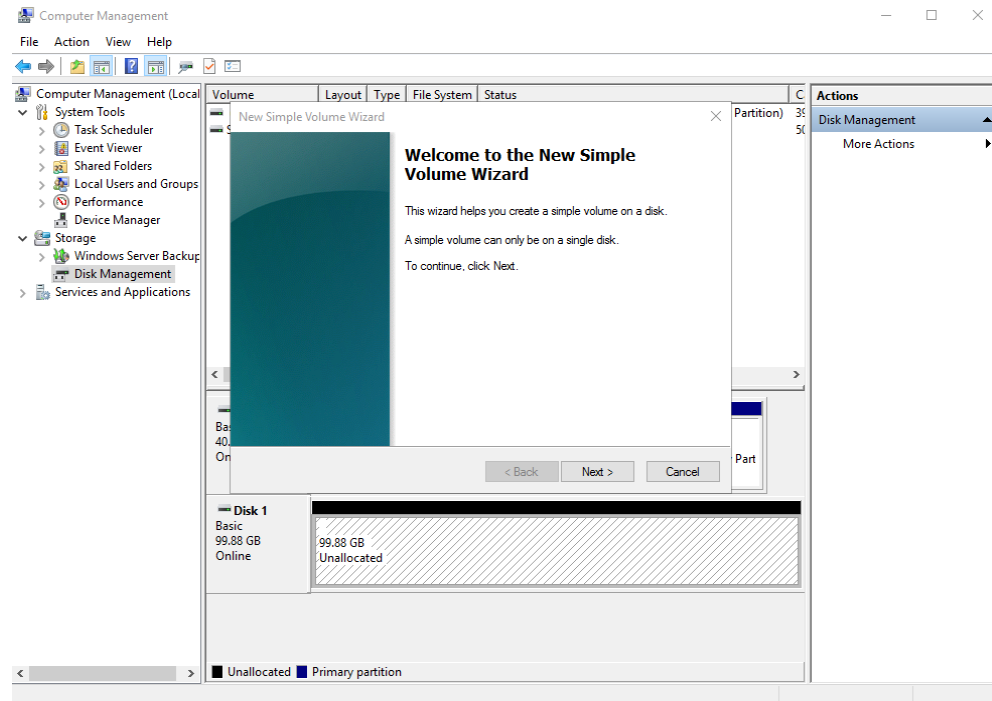 Computer Management
File Action View Help
Computer Management (Local
System Tools
Task Scheduler
Event Viewer
Shared Folders
Local Users and Groups
Performance
Device Manager
Storage
Windows Server Backup
Disk Management
Services and Applications
Volume Layout Type File System Status C
Partition) 39
50
New Simple Volume Wizard
Welcome to the New Simple
Volume Wizard
This wizard helps you create a simple volume on a disk.
A simple volume can only be on a single disk.
To continue, click Next.
< Back Next > Cancel
Bas
40.
On
Part
Disk 1
Basic
99.88 GB
Online
99.88 GB
Unallocated
Unallocated Primary partition
Actions
Disk Management
More Actions